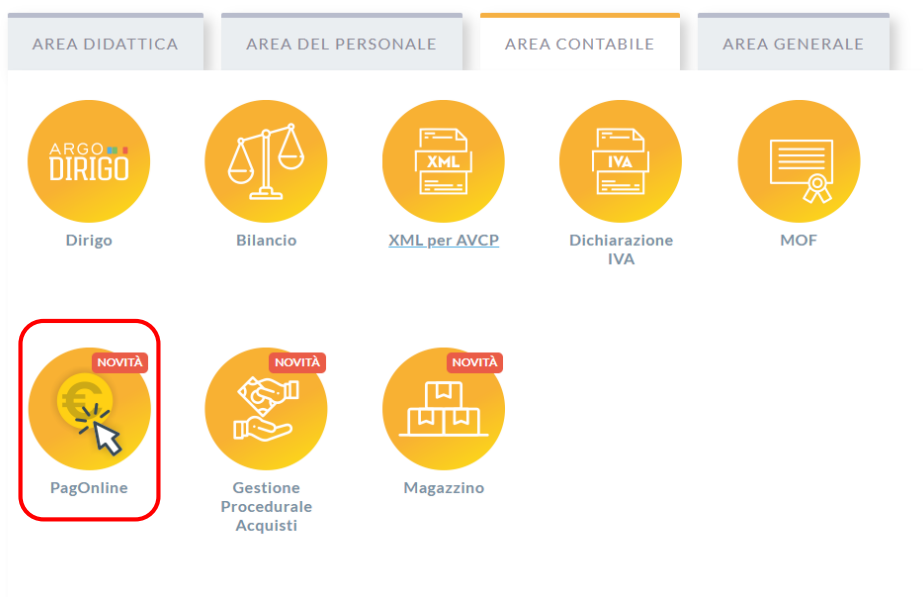 AREA DIDATTICA
AREA DEL PERSONALE
AREA CONTABILE
AREA GENERALE
ARGO
DIRIGO
XML
IVA
Dirigo
Bilancio
XML per AVCP
Dichiarazione
IVA
MOF
NOVITÀ
NOVITÀ
NOVITÀ
€
PagOnline
Gestione
Procedurale
Acquisti
Magazzino